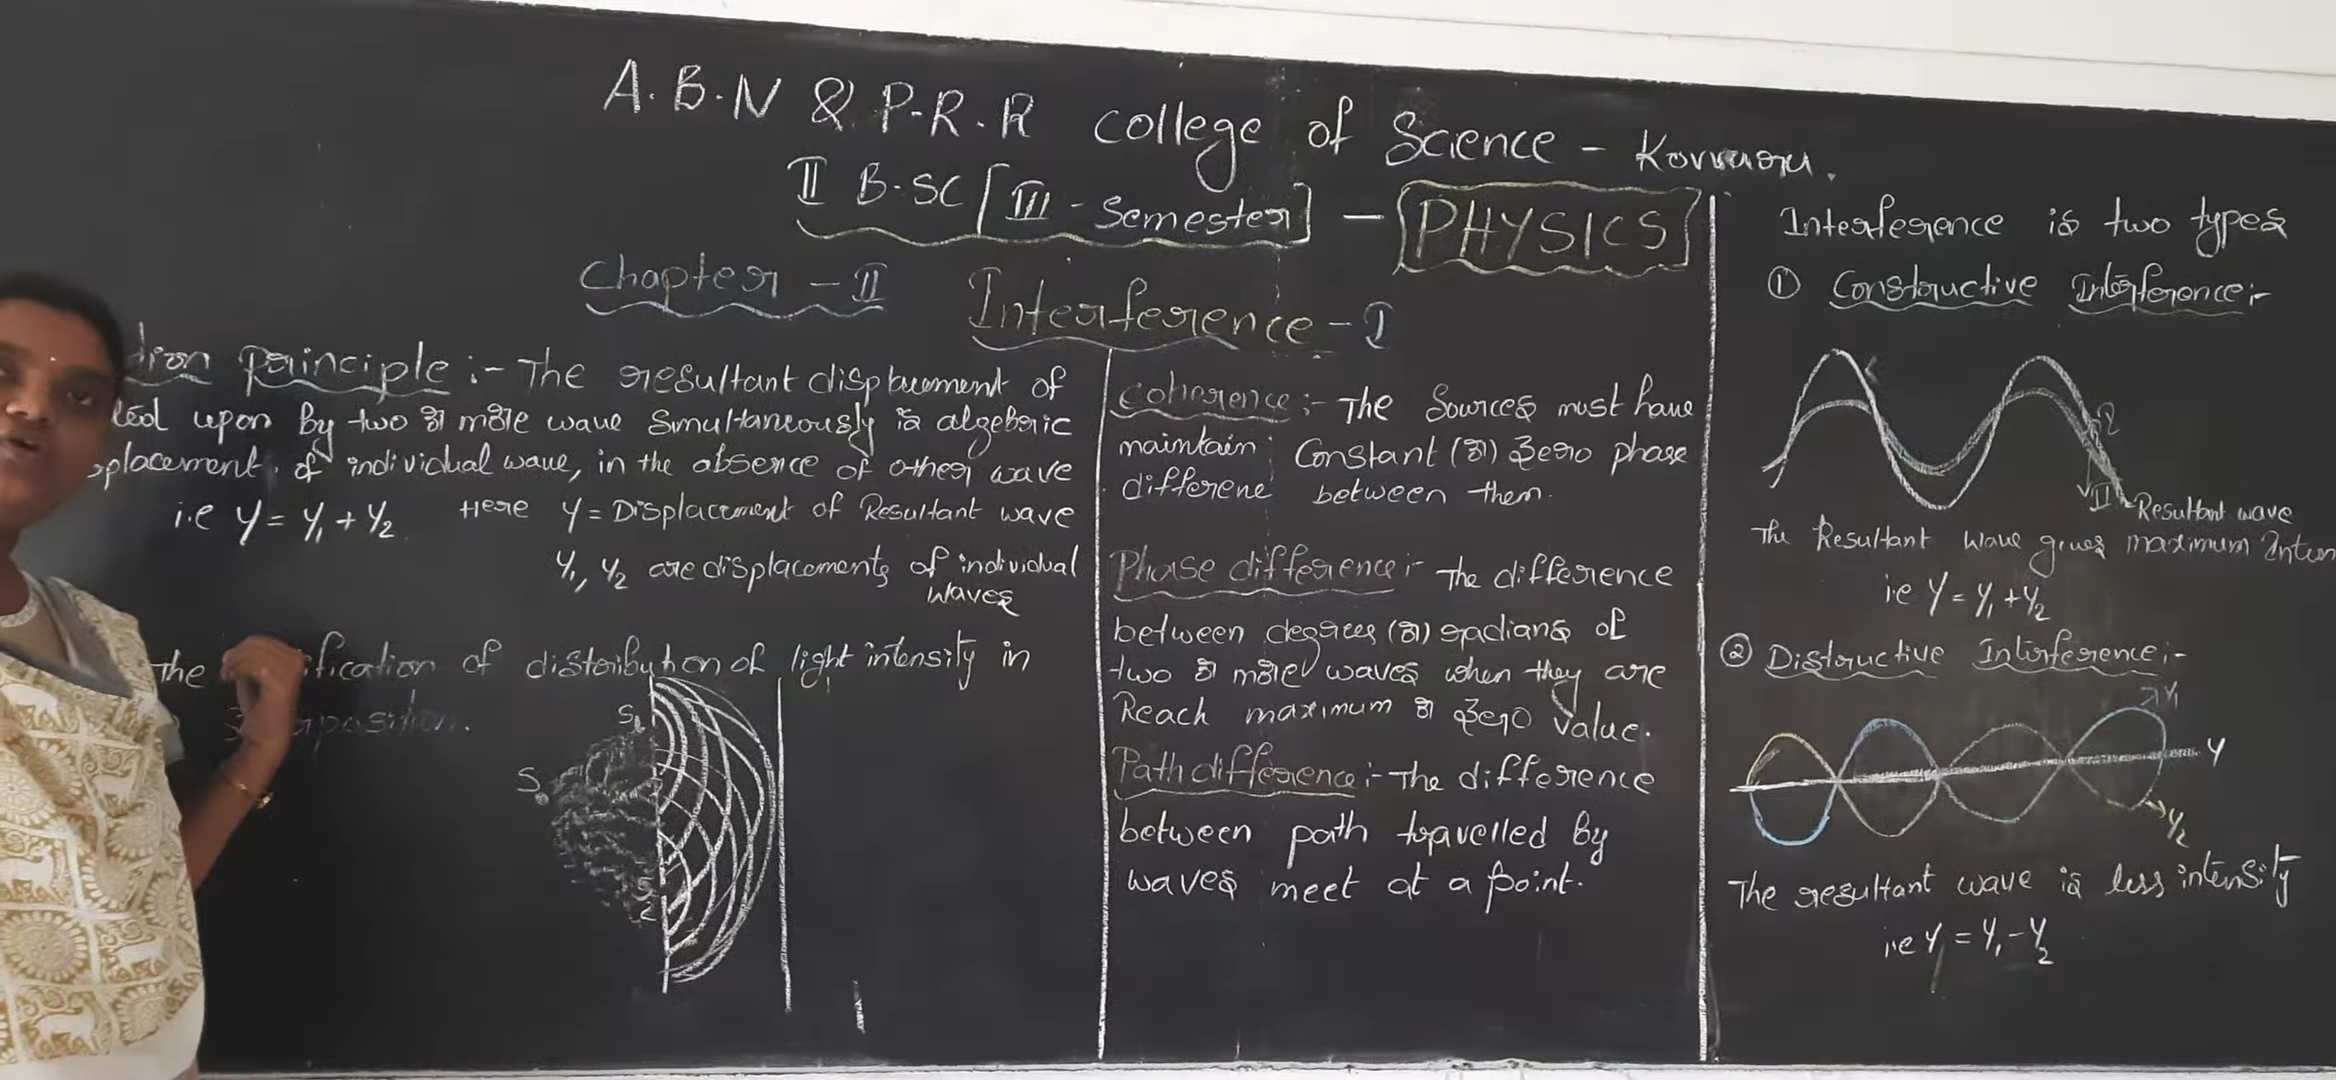 A.B.N & P.R.R college of Science - Kovvuru.
II B.SC [III - Semester] - PHYSICS
Chapter - II
Interference - I
Principle :- The resultant displacement of
upon by two or more wave Simultaneously is algebric
placement of individual wave, in the absence of other wave
i.e Y = Y1 + Y2 Here Y = Displacement of Resultant wave
Y1, Y2 are displacements of individual
waves
The fication of distribution of light intensity in
position.
S1
S
S2
Coherence :- The Sources must have
maintain Constant (or) zero phase
differene between them.
Phase difference :- The difference
between degrees (or) radians of
two or more waves when they are
Reach maximum or zero value.
Path difference :- The difference
between path travelled by
waves meet at a point.
Interference is two types
① Constructive Interference :-
Resultant wave
The Resultant wave gives maximum Inten
i.e Y = Y1 + Y2
② Distructive Interference :-
Y1
Y
Y2
The resultant wave is less intensity
i.e Y = Y1 - Y2